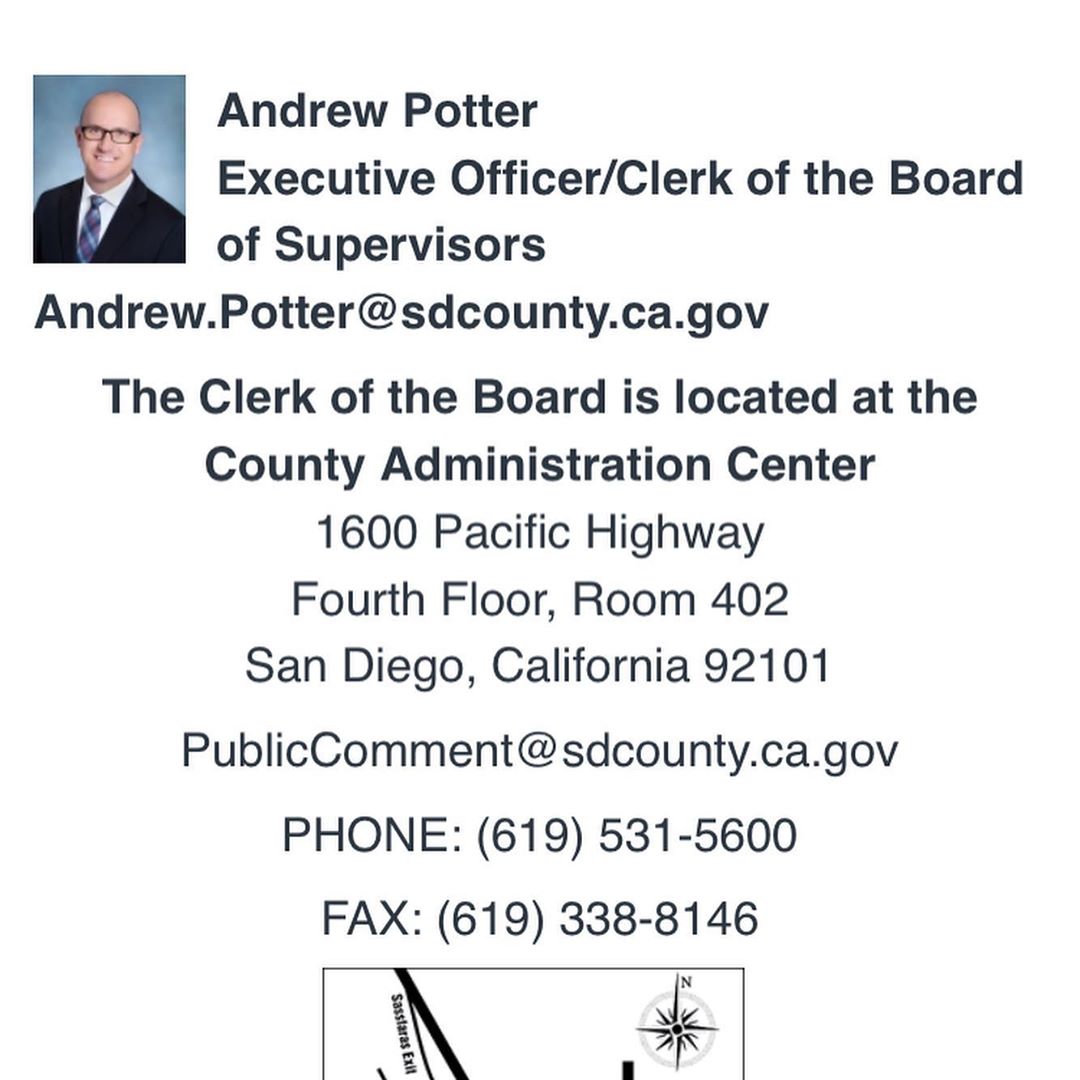 Andrew Potter
Executive Officer/Clerk of the Board
of Supervisors
Andrew.Potter@sdcounty.ca.gov
The Clerk of the Board is located at the
County Administration Center
1600 Pacific Highway
Fourth Floor, Room 402
San Diego, California 92101
PublicComment@sdcounty.ca.gov
PHONE: (619) 531-5600
FAX: (619) 338-8146
N
Sassfaras Exit